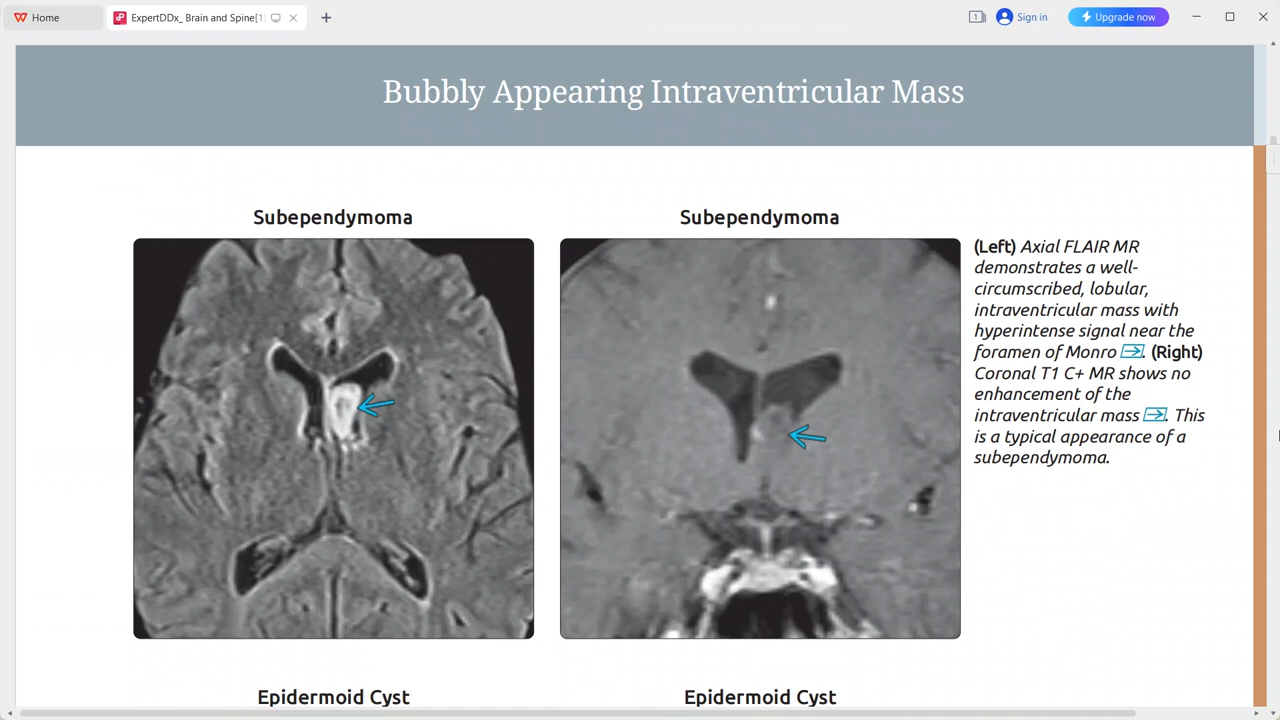 Home
ExpertDDx_ Brain and Spine[1]
1
Sign in
Upgrade now
Bubbly Appearing Intraventricular Mass
Subependymoma
Subependymoma
(Left) Axial FLAIR MR
demonstrates a well-
circumscribed, lobular,
intraventricular mass with
hyperintense signal near the
foramen of Monro. (Right)
Coronal T1 C+ MR shows no
enhancement of the
intraventricular mass. This
is a typical appearance of a
subependymoma.
Epidermoid Cyst
Epidermoid Cyst